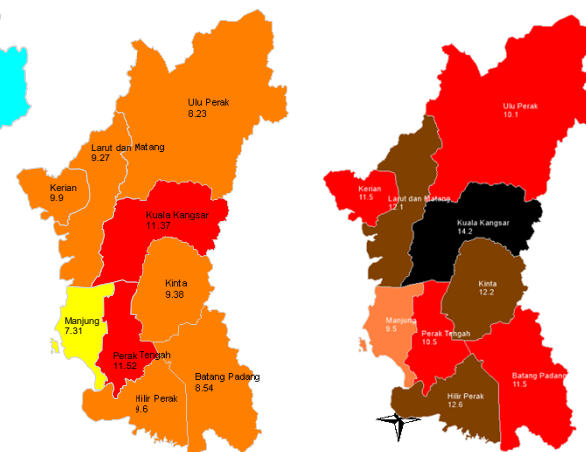 Ulu Perak
8.23
Larut dan Matang
9.27
Kerian
9.9
Kuala Kangsar
11.37
Kinta
9.38
Manjung
7.31
Perak Tengah
11.52
Batang Padang
8.54
Hilir Perak
9.6
Ulu Perak
10.1
Kerian
11.5
Larut dan Matang
12.1
Kuala Kangsar
14.2
Kinta
12.2
Manjung
9.5
Perak Tengah
10.5
Batang Padang
11.5
Hilir Perak
12.6